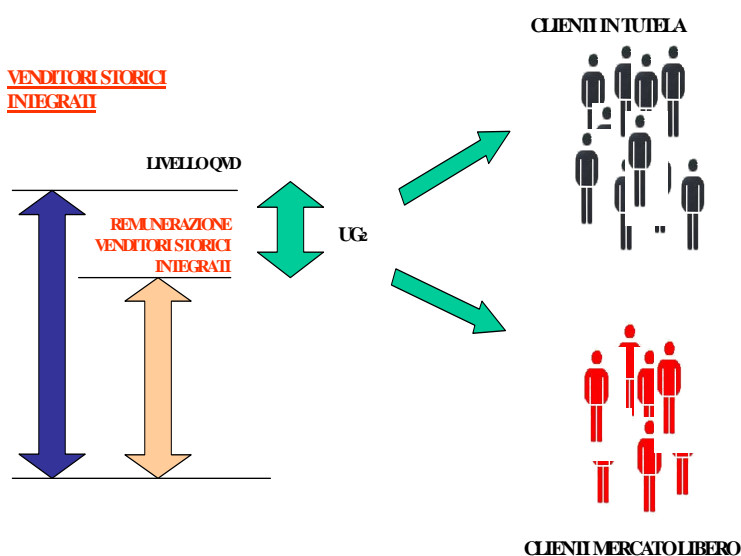 CLIENTI IN TUTELA
VENDITORI STORICI
INTEGRATI
LIVELLO QVD
REMUNERAZIONE
VENDITORI STORICI
INTEGRATI
UG2
CLIENTI MERCATO LIBERO